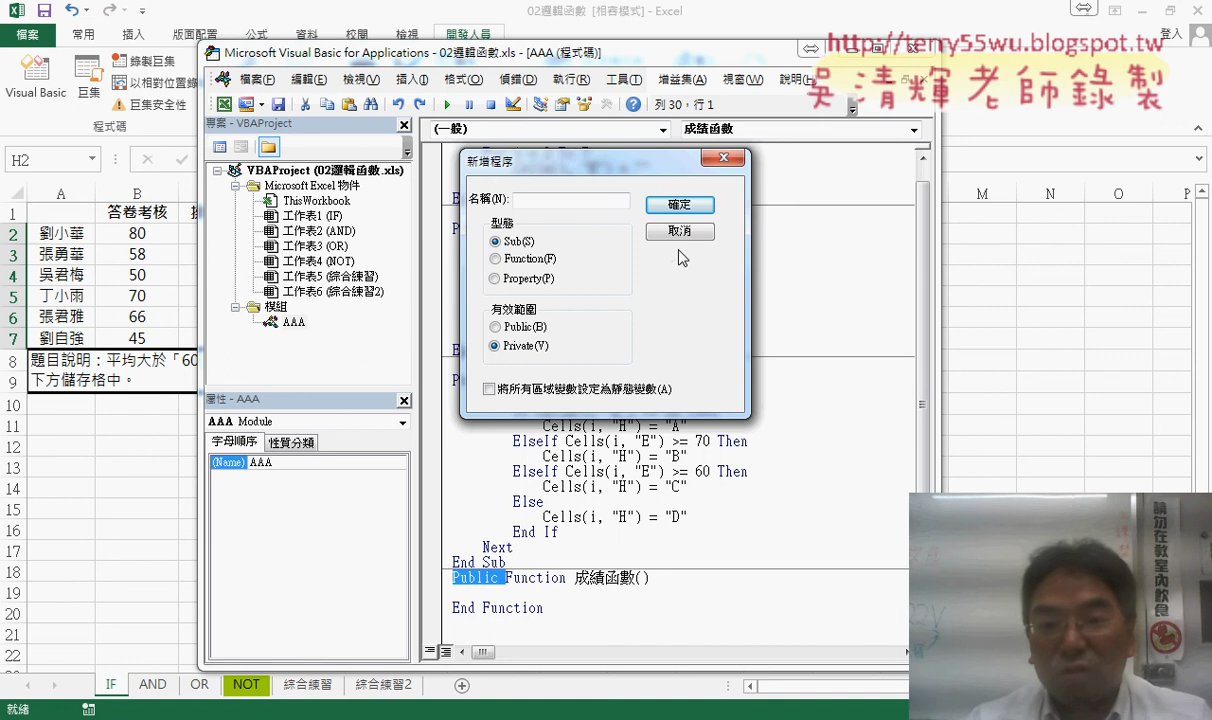 02邏輯函數 [相容模式] - Excel
檔案 常用 插入 版面配置 公式 資料 校閱 檢視 開發人員 登入
http://terry55wu.blogspot.tw
吳清輝老師錄製
Visual Basic 巨集 錄製巨集
以相對位置錄
巨集安全性
程式碼
H2
Microsoft Visual Basic for Applications - 02邏輯函數.xls - [AAA (程式碼)]
檔案(F) 編輯(E) 檢視(V) 插入(I) 格式(O) 偵錯(D) 執行(R) 工具(T) 增益集(A) 視窗(W) 說明(H)
列 30，行 1
專案 - VBAProject
VBAProject (02邏輯函數.xls)
Microsoft Excel 物件
ThisWorkbook
工作表1 (IF)
工作表2 (AND)
工作表3 (OR)
工作表4 (NOT)
工作表5 (綜合練習)
工作表6 (綜合練習2)
模組
AAA
屬性 - AAA
AAA Module
字母順序 性質分類
(Name) AAA
(一般) 成績函數
新增程序
名稱(N):
確定
取消
型態
Sub(S)
Function(F)
Property(P)
有效範圍
Public(B)
Private(V)
將所有區域變數設定為靜態變數(A)
Cells(i, "H") = "A"
ElseIf Cells(i, "E") >= 70 Then
Cells(i, "H") = "B"
ElseIf Cells(i, "E") >= 60 Then
Cells(i, "H") = "C"
Else
Cells(i, "H") = "D"
End If
Next
End Sub
Public Function 成績函數()
End Function
A B M N O P
1 答卷考核
2 劉小華 80
3 張勇華 58
4 吳君梅 50
5 丁小雨 70
6 張君雅 66
7 劉自強 45
8 題目說明：平均大於「60
9 下方儲存格中。
10
11
12
13
14
15
16
17
18
19
20
21
22
IF AND OR NOT 綜合練習 綜合練習2
就緒
請勿在教室內飲食